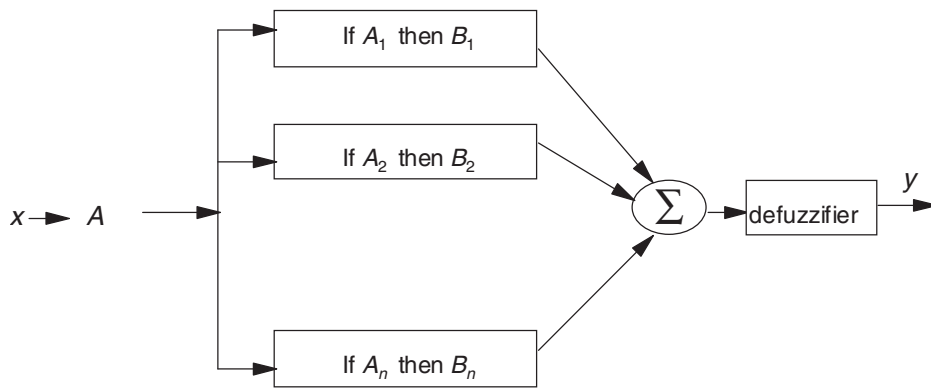 If A₁ then B₁
If A₂ then B₂
x A
Σ
defuzzifier
y
If Aₙ then Bₙ